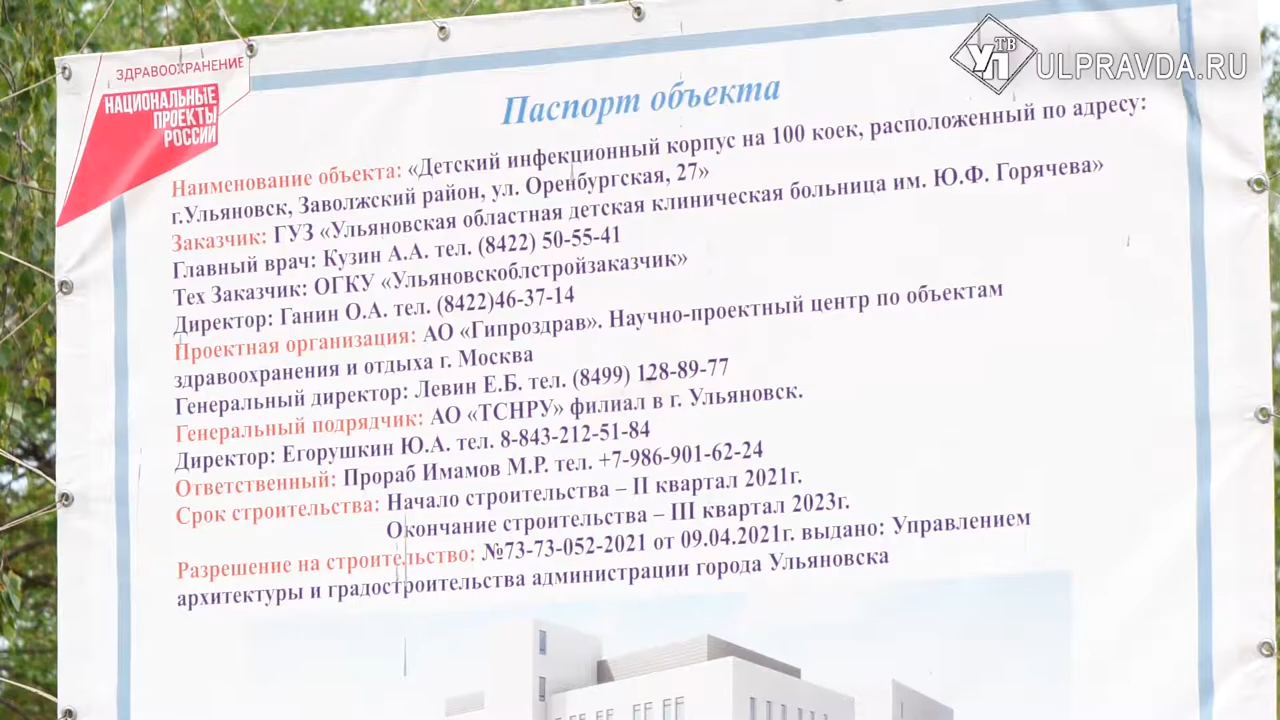 УП ТВ ULPRAVDA.RU
ЗДРАВООХРАНЕНИЕ
НАЦИОНАЛЬНЫЕ
ПРОЕКТЫ
РОССИИ
Паспорт объекта
Наименование объекта: «Детский инфекционный корпус на 100 коек, расположенный по адресу:
г.Ульяновск, Заволжский район, ул. Оренбургская, 27»
Заказчик: ГУЗ «Ульяновская областная детская клиническая больница им. Ю.Ф. Горячева»
Главный врач: Кузин А.А. тел. (8422) 50-55-41
Тех Заказчик: ОГКУ «Ульяновскоблстройзаказчик»
Директор: Ганин О.А. тел. (8422)46-37-14
Проектная организация: АО «Гипроздрав». Научно-проектный центр по объектам
здравоохранения и отдыха г. Москва
Генеральный директор: Левин Е.Б. тел. (8499) 128-89-77
Генеральный подрядчик: АО «ТСНРУ» филиал в г. Ульяновск.
Директор: Егорушкин Ю.А. тел. 8-843-212-51-84
Ответственный: Прораб Имамов М.Р. тел. +7-986-901-62-24
Срок строительства: Начало строительства – II квартал 2021г.
Окончание строительства – III квартал 2023г.
Разрешение на строительство: №73-73-052-2021 от 09.04.2021г. выдано: Управлением
архитектуры и градостроительства администрации города Ульяновска